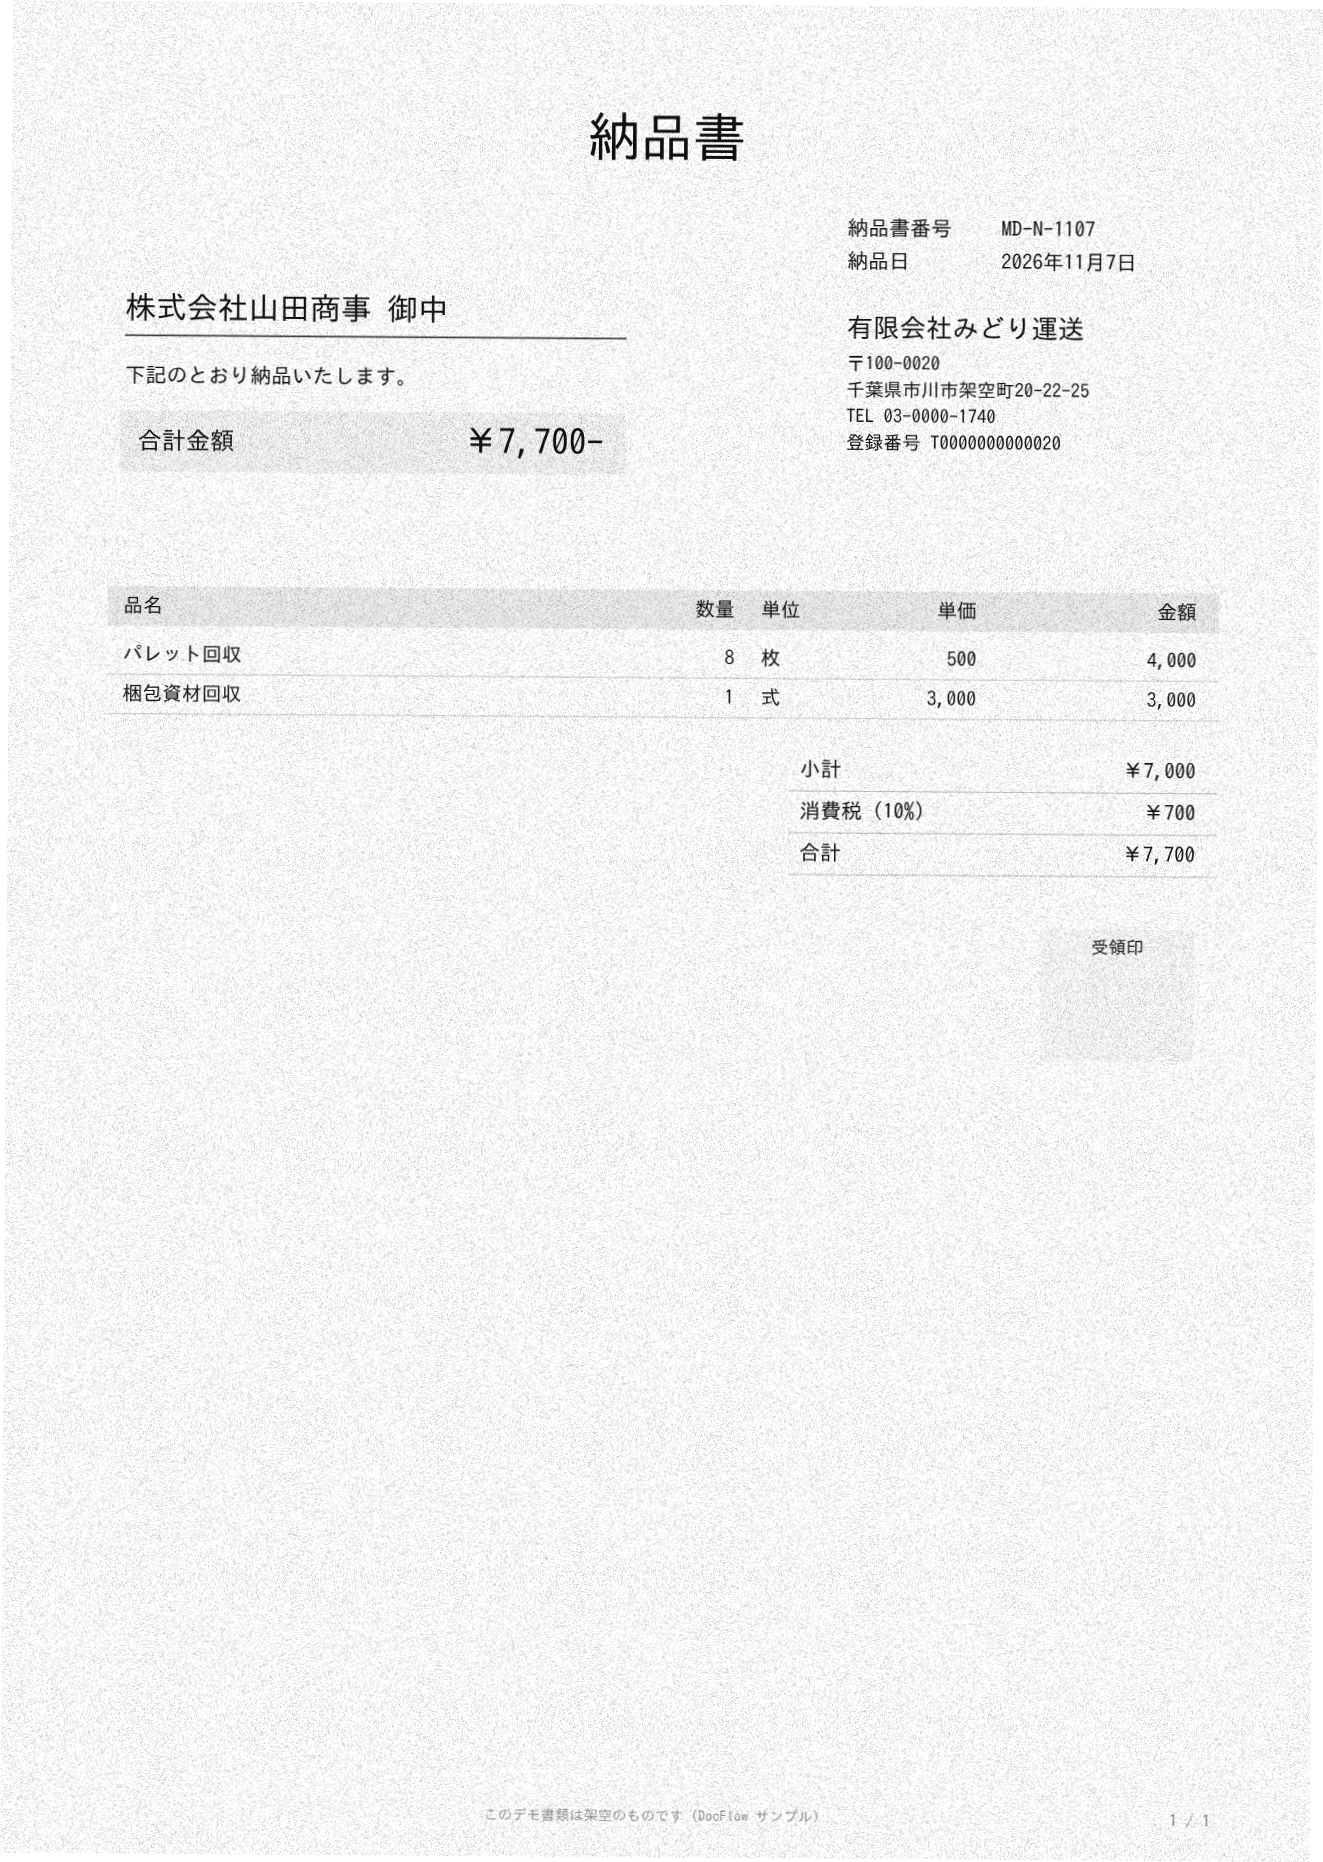 納品書
納品書番号 MD-N-1107
納品日 2026年11月7日
株式会社山田商事 御中
下記のとおり納品いたします。
合計金額 ¥7,700-
有限会社みどり運送
〒100-0020
千葉県市川市架空町20-22-25
TEL 03-0000-1740
登録番号 T0000000000020
品名 数量 単位 単価 金額
パレット回収 8 枚 500 4,000
梱包資材回収 1 式 3,000 3,000
小計 ¥7,000
消費税（10%） ¥700
合計 ¥7,700
受領印
このデモ書類は架空のものです（DocFlow サンプル）
1 / 1